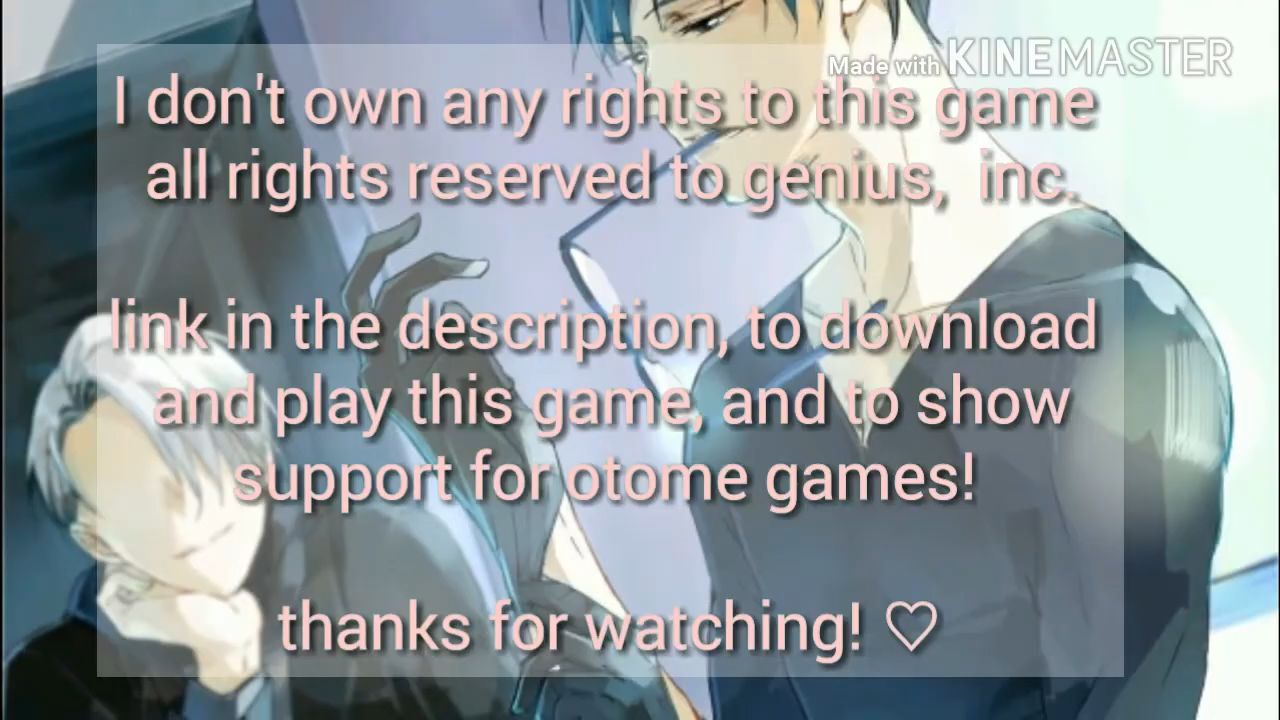 Made with KINEMASTER
I don't own any rights to this game
all rights reserved to genius, inc.
link in the description, to download
and play this game, and to show
support for otome games!
thanks for watching! ♡